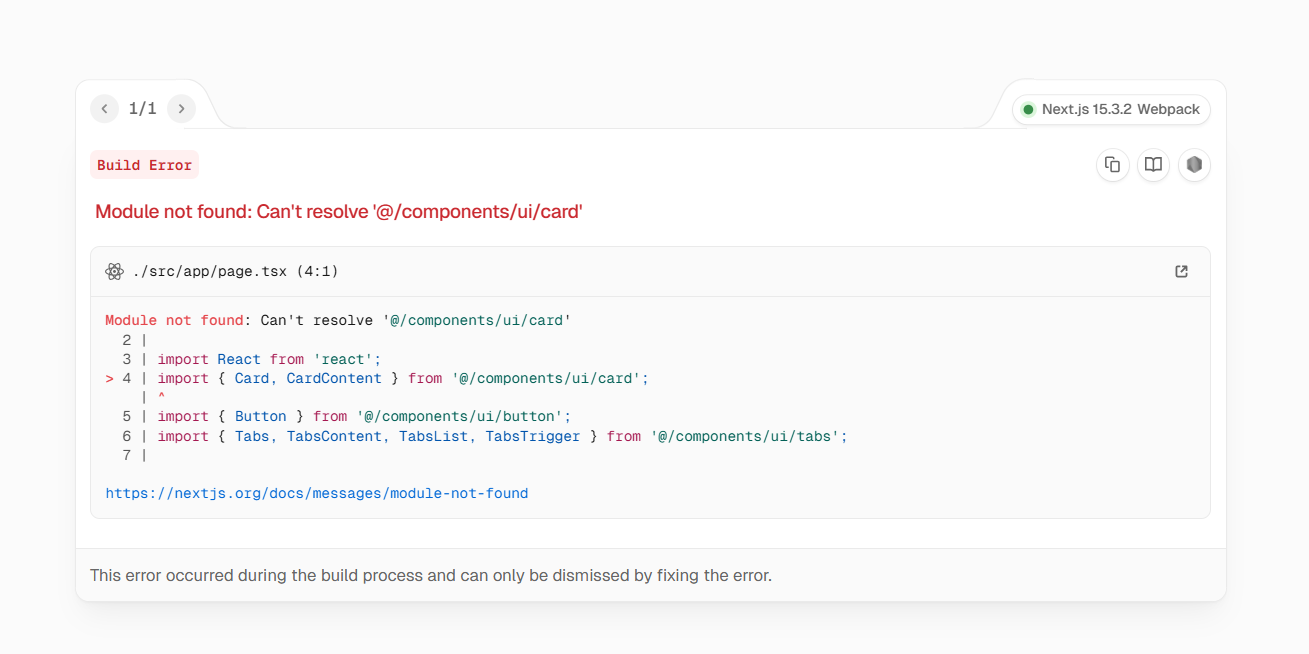 1/1
Next.js 15.3.2 Webpack
Build Error
Module not found: Can't resolve '@/components/ui/card'
./src/app/page.tsx (4:1)
Module not found: Can't resolve '@/components/ui/card'
2 |
3 | import React from 'react';
> 4 | import { Card, CardContent } from '@/components/ui/card';
| ^
5 | import { Button } from '@/components/ui/button';
6 | import { Tabs, TabsContent, TabsList, TabsTrigger } from '@/components/ui/tabs';
7 |
https://nextjs.org/docs/messages/module-not-found
This error occurred during the build process and can only be dismissed by fixing the error.